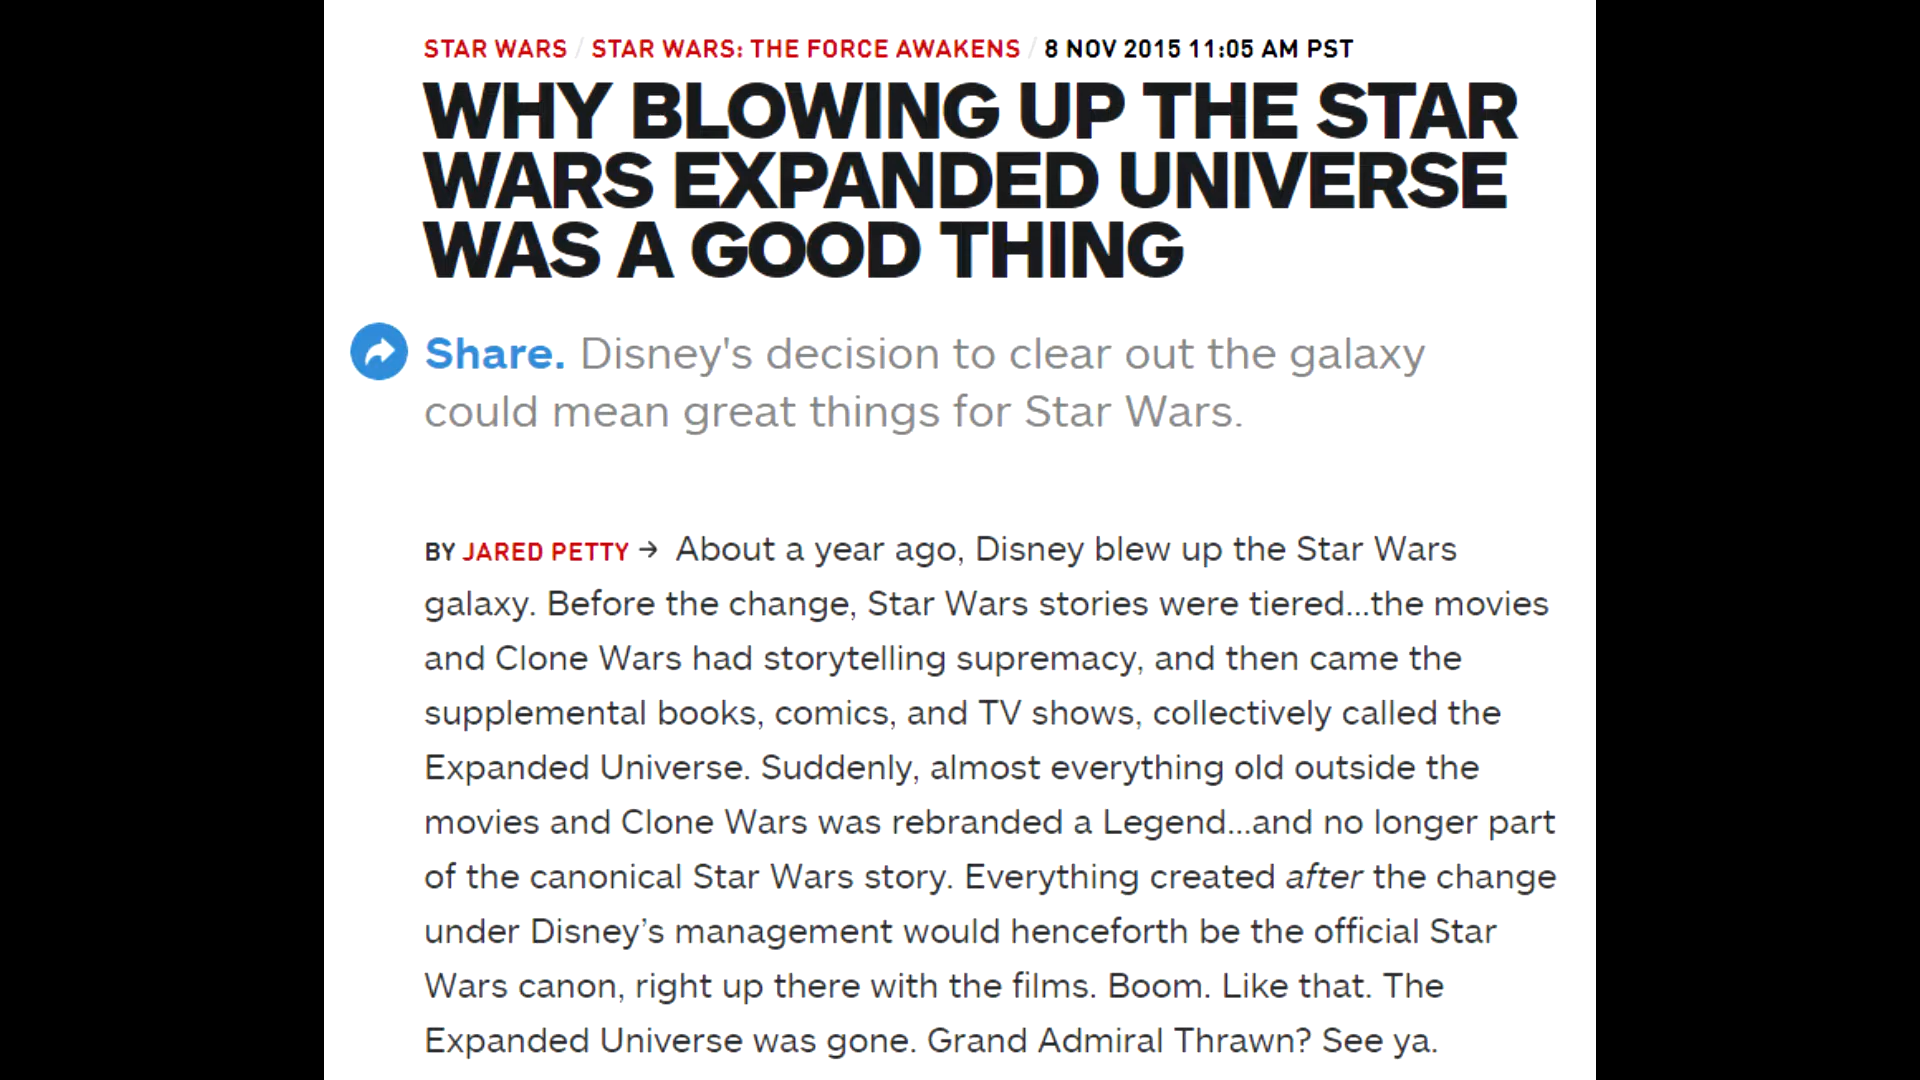 STAR WARS / STAR WARS: THE FORCE AWAKENS / 8 NOV 2015 11:05 AM PST
WHY BLOWING UP THE STAR
WARS EXPANDED UNIVERSE
WAS A GOOD THING
Share. Disney's decision to clear out the galaxy
could mean great things for Star Wars.
BY JARED PETTY → About a year ago, Disney blew up the Star Wars
galaxy. Before the change, Star Wars stories were tiered...the movies
and Clone Wars had storytelling supremacy, and then came the
supplemental books, comics, and TV shows, collectively called the
Expanded Universe. Suddenly, almost everything old outside the
movies and Clone Wars was rebranded a Legend...and no longer part
of the canonical Star Wars story. Everything created after the change
under Disney’s management would henceforth be the official Star
Wars canon, right up there with the films. Boom. Like that. The
Expanded Universe was gone. Grand Admiral Thrawn? See ya.